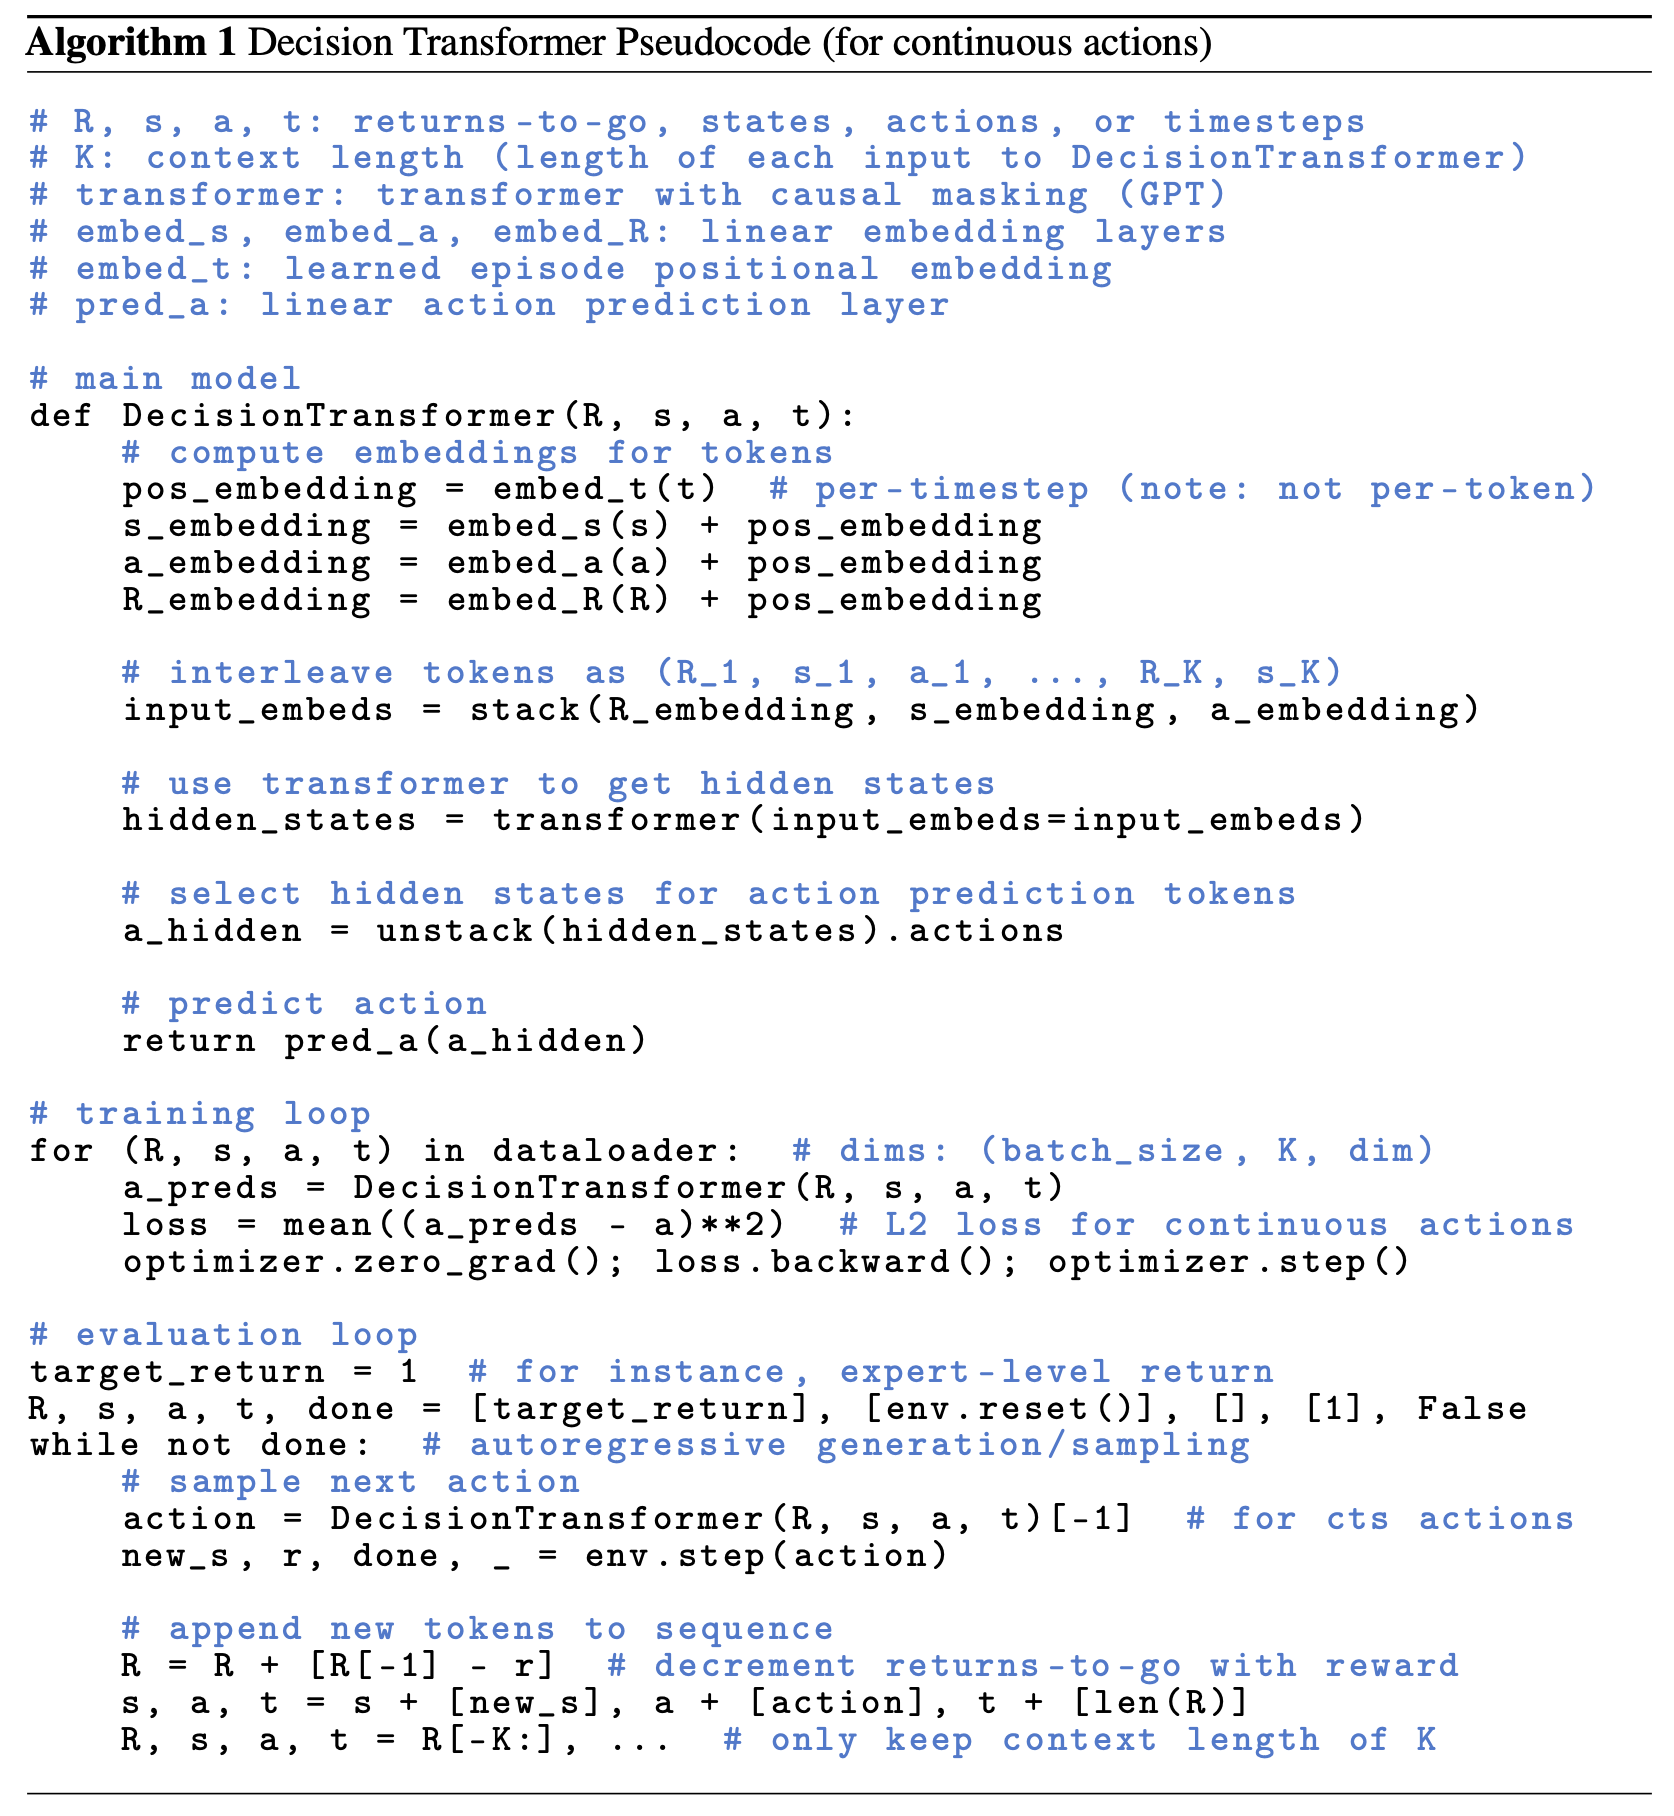 Algorithm 1 Decision Transformer Pseudocode (for continuous actions)
# R, s, a, t: returns-to-go, states, actions, or timesteps
# K: context length (length of each input to DecisionTransformer)
# transformer: transformer with causal masking (GPT)
# embed_s, embed_a, embed_R: linear embedding layers
# embed_t: learned episode positional embedding
# pred_a: linear action prediction layer
# main model
def DecisionTransformer(R, s, a, t):
    # compute embeddings for tokens
    pos_embedding = embed_t(t)  # per-timestep (note: not per-token)
    s_embedding = embed_s(s) + pos_embedding
    a_embedding = embed_a(a) + pos_embedding
    R_embedding = embed_R(R) + pos_embedding
    # interleave tokens as (R_1, s_1, a_1, ..., R_K, s_K)
    input_embeds = stack(R_embedding, s_embedding, a_embedding)
    # use transformer to get hidden states
    hidden_states = transformer(input_embeds=input_embeds)
    # select hidden states for action prediction tokens
    a_hidden = unstack(hidden_states).actions
    # predict action
    return pred_a(a_hidden)
# training loop
for (R, s, a, t) in dataloader:  # dims: (batch_size, K, dim)
    a_preds = DecisionTransformer(R, s, a, t)
    loss = mean((a_preds - a)**2)  # L2 loss for continuous actions
    optimizer.zero_grad(); loss.backward(); optimizer.step()
# evaluation loop
target_return = 1  # for instance, expert-level return
R, s, a, t, done = [target_return], [env.reset()], [], [1], False
while not done:  # autoregressive generation/sampling
    # sample next action
    action = DecisionTransformer(R, s, a, t)[-1]  # for cts actions
    new_s, r, done, _ = env.step(action)
    # append new tokens to sequence
    R = R + [R[-1] - r]  # decrement returns-to-go with reward
    s, a, t = s + [new_s], a + [action], t + [len(R)]
    R, s, a, t = R[-K:], ...  # only keep context length of K